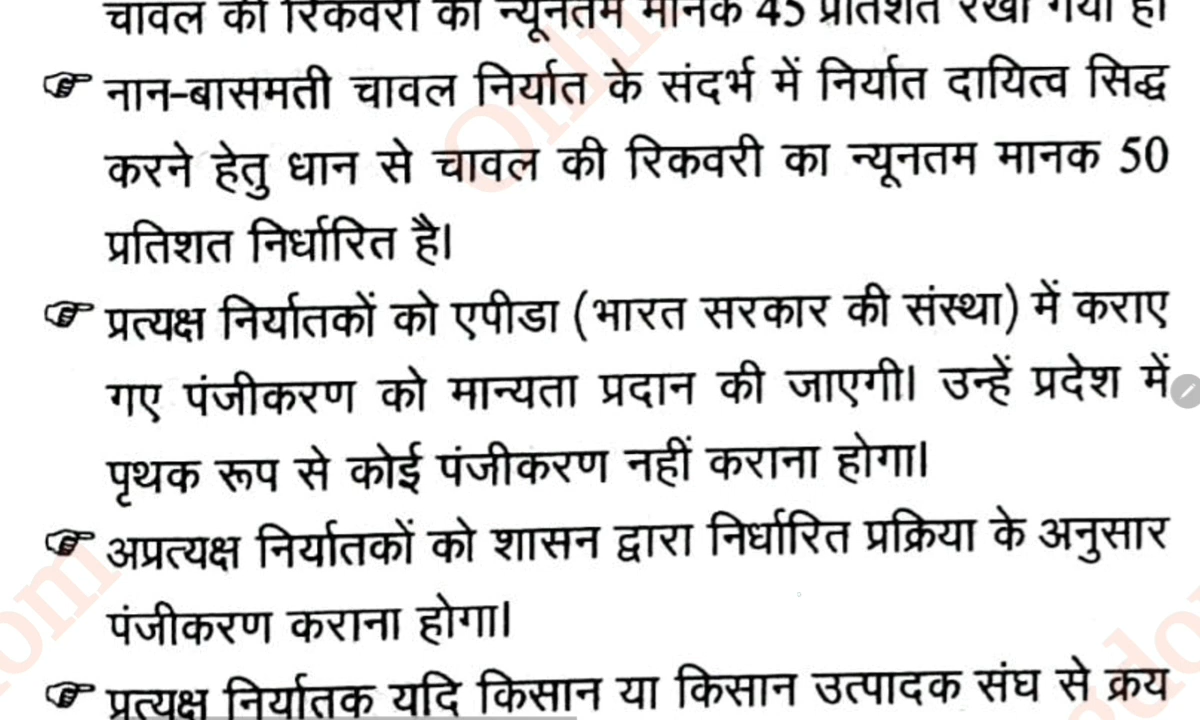 चावल की रिकवरी का न्यूनतम मानक 45 प्रतिशत रखा गया है।
☞ नान-बासमती चावल निर्यात के संदर्भ में निर्यात दायित्व सिद्ध
करने हेतु धान से चावल की रिकवरी का न्यूनतम मानक 50
प्रतिशत निर्धारित है।
☞ प्रत्यक्ष निर्यातकों को एपीडा (भारत सरकार की संस्था) में कराए
गए पंजीकरण को मान्यता प्रदान की जाएगी। उन्हें प्रदेश में
पृथक रूप से कोई पंजीकरण नहीं कराना होगा।
☞ अप्रत्यक्ष निर्यातकों को शासन द्वारा निर्धारित प्रक्रिया के अनुसार
पंजीकरण कराना होगा।
☞ प्रत्यक्ष निर्यातक यदि किसान या किसान उत्पादक संघ से क्रय